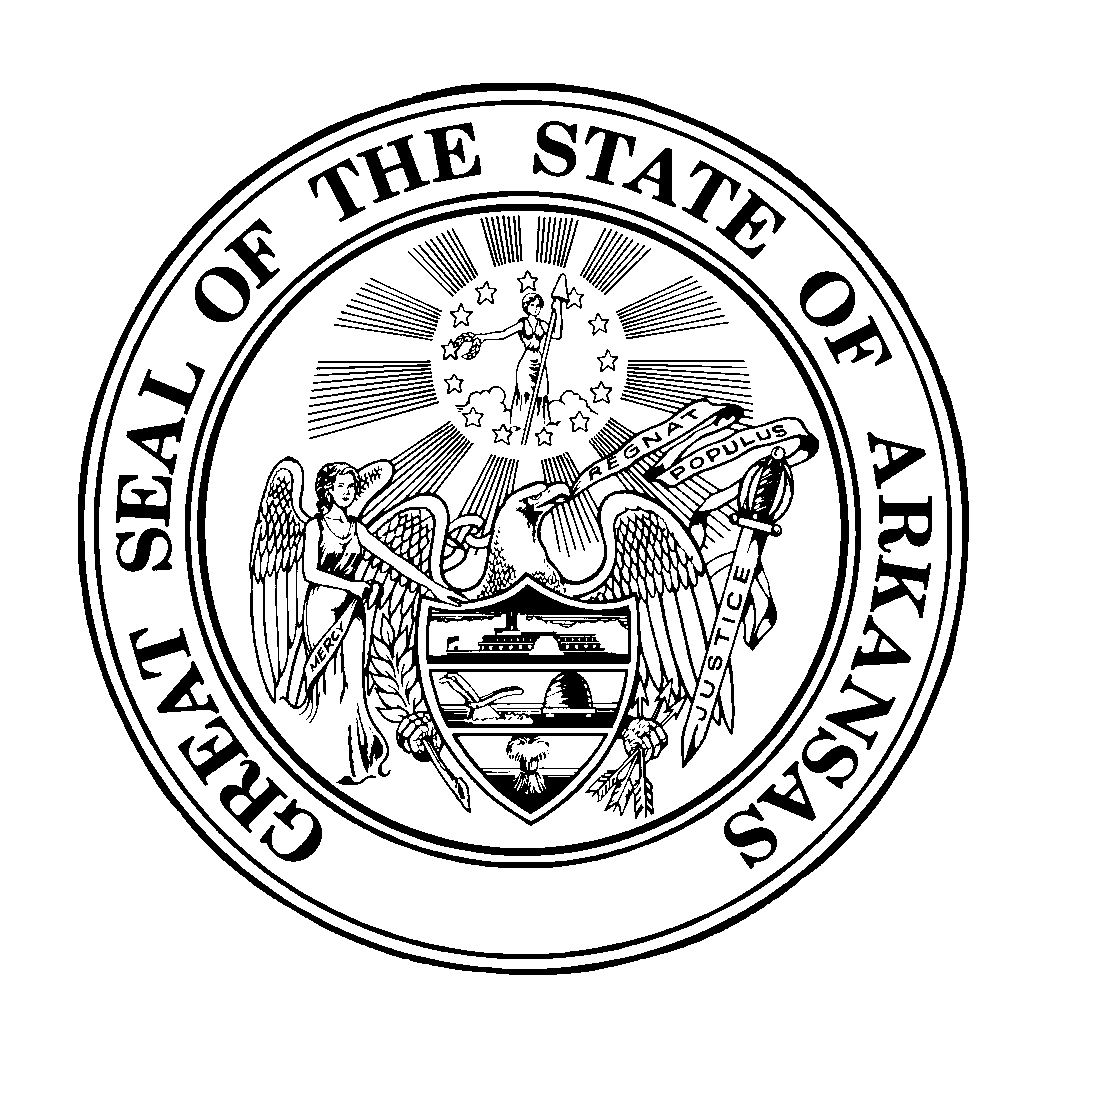 GREAT SEAL OF THE STATE OF ARKANSAS
REGNAT
POPULUS
MERCY
JUSTICE